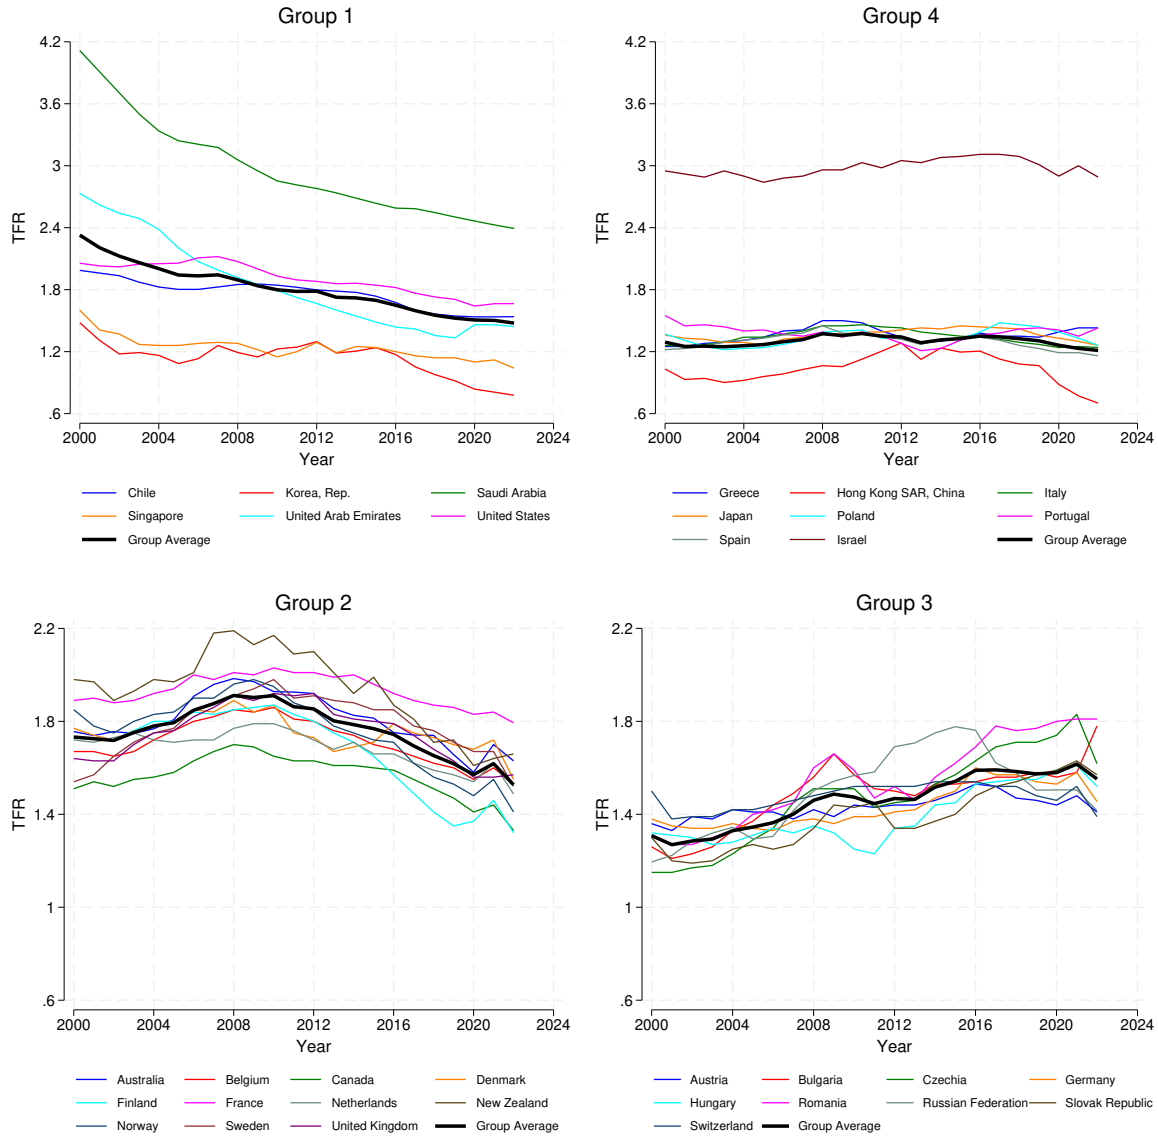 Group 1
4.2
3.6
3
2.4
1.8
1.2
.6
TFR
2000 2004 2008 2012 2016 2020 2024
Year
Chile Korea, Rep. Saudi Arabia
Singapore United Arab Emirates United States
Group Average
Group 4
4.2
3.6
3
2.4
1.8
1.2
.6
TFR
2000 2004 2008 2012 2016 2020 2024
Year
Greece Hong Kong SAR, China Italy
Japan Poland Portugal
Spain Israel Group Average
Group 2
2.2
1.8
1.4
1
.6
TFR
2000 2004 2008 2012 2016 2020 2024
Year
Australia Belgium Canada Denmark
Finland France Netherlands New Zealand
Norway Sweden United Kingdom Group Average
Group 3
2.2
1.8
1.4
1
.6
TFR
2000 2004 2008 2012 2016 2020 2024
Year
Austria Bulgaria Czechia Germany
Hungary Romania Russian Federation Slovak Republic
Switzerland Group Average